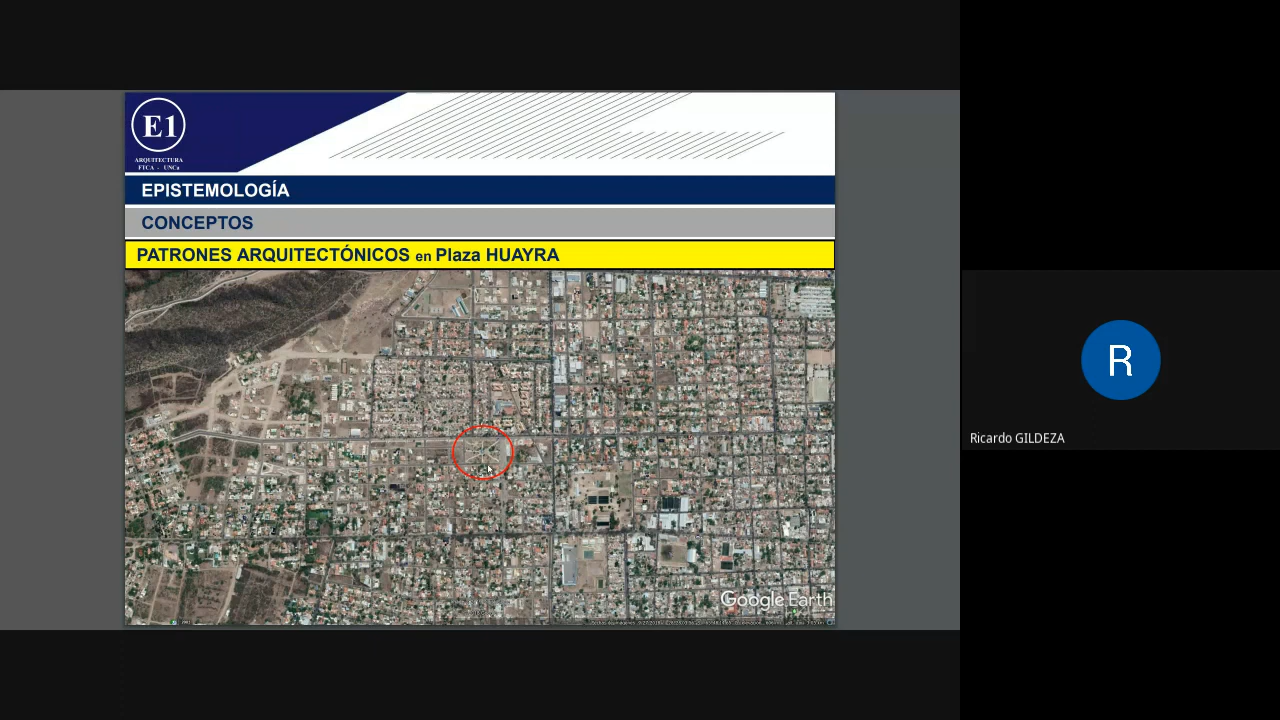 E1
ARQUITECTURA
FTCA - UNCa
EPISTEMOLOGÍA
CONCEPTOS
PATRONES ARQUITECTÓNICOS en Plaza HUAYRA
R
Ricardo GILDEZA
Google Earth